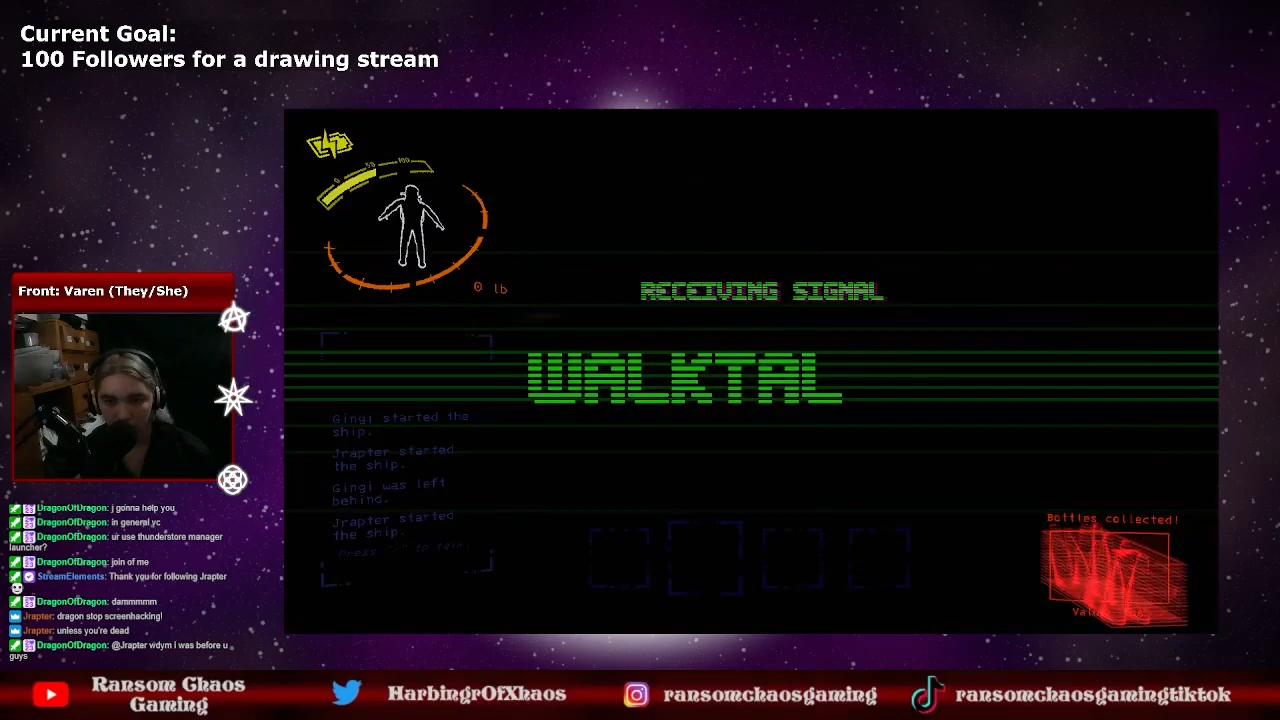 Current Goal:
100 Followers for a drawing stream
0
50
100
0 lb
RECEIVING SIGNAL
WALKTAL
Front: Varen (They/She)
Gingi started the
ship.
Jrapter started
the ship.
Gingi was left
behind.
Jrapter started
the ship.
Bottles collected!
DragonOfDragon: j gonna help you
DragonOfDragon: in general yc
DragonOfDragon: ur use thunderstore manager
launcher?
DragonOfDragon: join of me
StreamElements: Thank you for following Jrapter
DragonOfDragon: dammmmm
Jrapter: dragon stop screenhacking!
Jrapter: unless you're dead
DragonOfDragon: @Jrapter wdym i was before u
guys
Ransom Chaos
Gaming
HarbingrOfXhaos
ransomchaosgaming
ransomchaosgamingtiktok